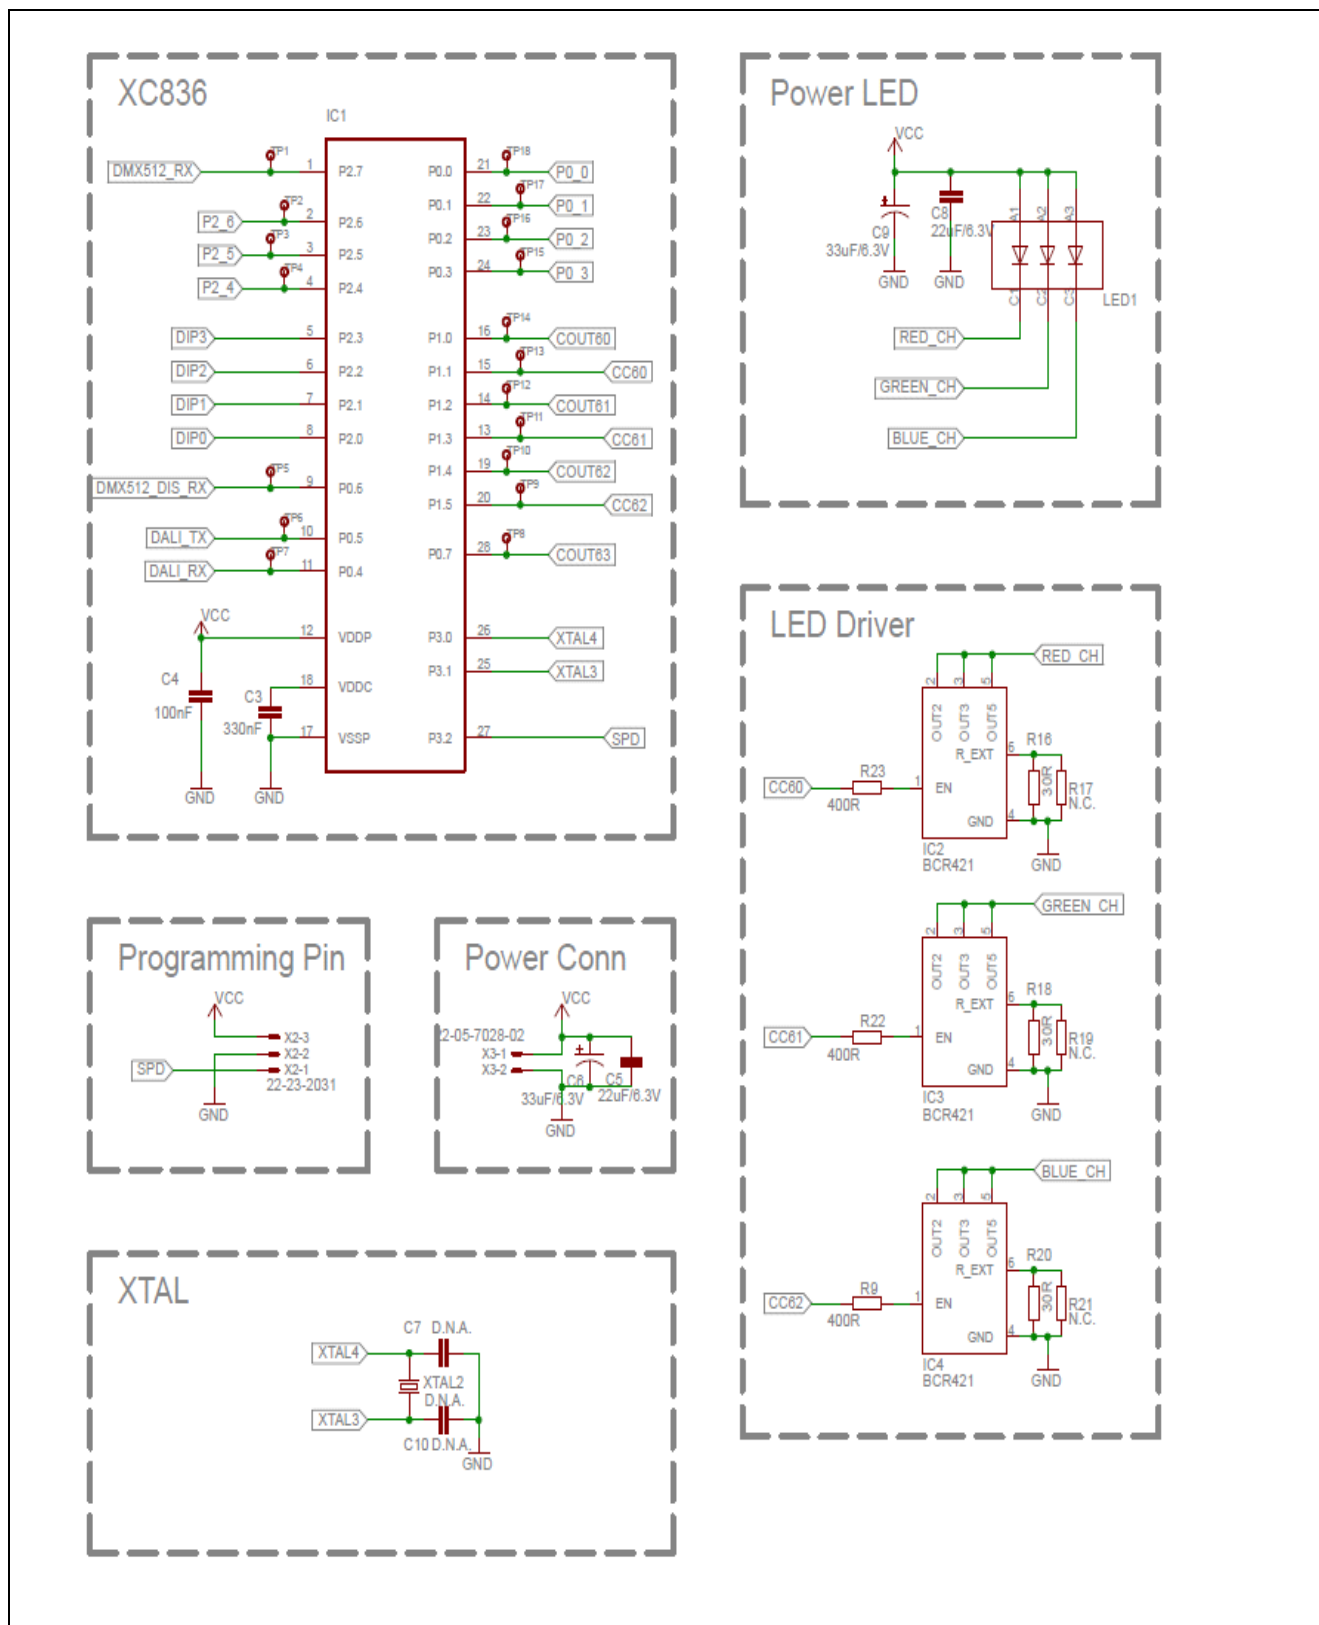 XC836
IC1
DMX512_RX
TP1
1
P2.7
P2_6
TP2
2
P2.6
P2_5
TP3
3
P2.5
P2_4
TP4
4
P2.4
DIP3
5
P2.3
DIP2
6
P2.2
DIP1
7
P2.1
DIP0
8
P2.0
DMX512_DIS_RX
TP5
9
P0.6
DALI_TX
TP6
10
P0.5
DALI_RX
TP7
11
P0.4
VCC
12
VDDP
C4
100nF
GND
18
VDDC
C3
330nF
17
VSSP
GND
P0.0
21
TP18
P0_0
P0.1
22
TP17
P0_1
P0.2
23
TP16
P0_2
P0.3
24
TP15
P0_3
P1.0
16
TP14
COUT60
P1.1
15
TP13
CC60
P1.2
14
TP12
COUT61
P1.3
13
TP11
CC61
P1.4
19
TP10
COUT62
P1.5
20
TP9
CC62
P0.7
28
TP8
COUT63
P3.0
26
XTAL4
P3.1
25
XTAL3
P3.2
27
SPD
Power LED
VCC
C9
33uF/6.3V
GND
C8
22uF/6.3V
GND
A1
A2
A3
C1
C2
C3
LED1
RED_CH
GREEN_CH
BLUE_CH
LED Driver
RED_CH
2
3
5
OUT2
OUT3
OUT5
R_EXT
6
R16
30R
R17
N.C.
CC60
R23
400R
1
EN
GND
4
GND
IC2
BCR421
GREEN_CH
2
3
5
OUT2
OUT3
OUT5
R_EXT
6
R18
30R
R19
N.C.
CC61
R22
400R
1
EN
GND
4
GND
IC3
BCR421
BLUE_CH
2
3
5
OUT2
OUT3
OUT5
R_EXT
6
R20
30R
R21
N.C.
CC62
R9
400R
1
EN
GND
4
GND
IC4
BCR421
Programming Pin
VCC
X2-3
X2-2
SPD
X2-1
22-23-2031
GND
Power Conn
VCC
22-05-7028-02
X3-1
X3-2
C6
33uF/6.3V
C5
22uF/6.3V
GND
XTAL
C7 D.N.A.
XTAL4
XTAL2
D.N.A.
XTAL3
C10 D.N.A.
GND